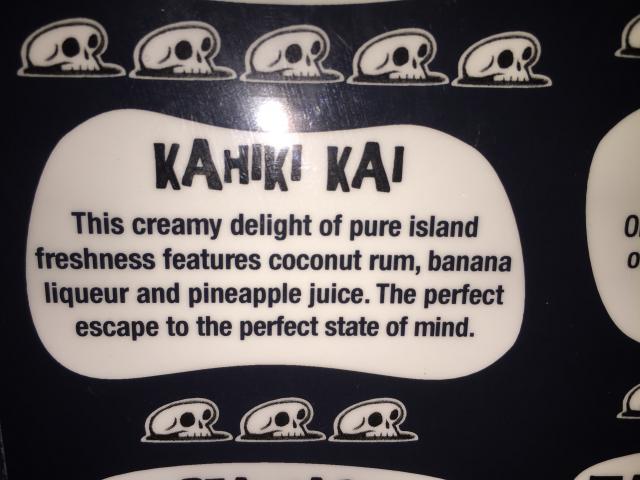 KAHIKI KAI
This creamy delight of pure island
freshness features coconut rum, banana
liqueur and pineapple juice. The perfect
escape to the perfect state of mind.